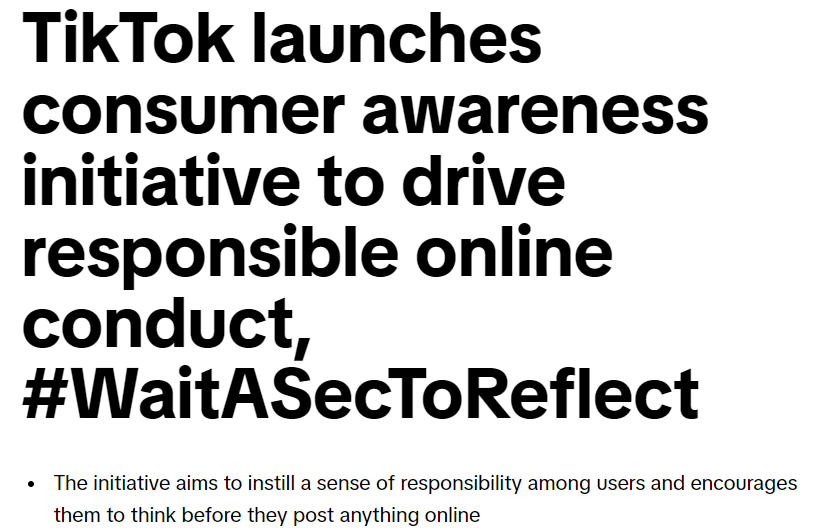 TikTok launches
consumer awareness
initiative to drive
responsible online
conduct,
#WaitASecToReflect
• The initiative aims to instill a sense of responsibility among users and encourages
them to think before they post anything online